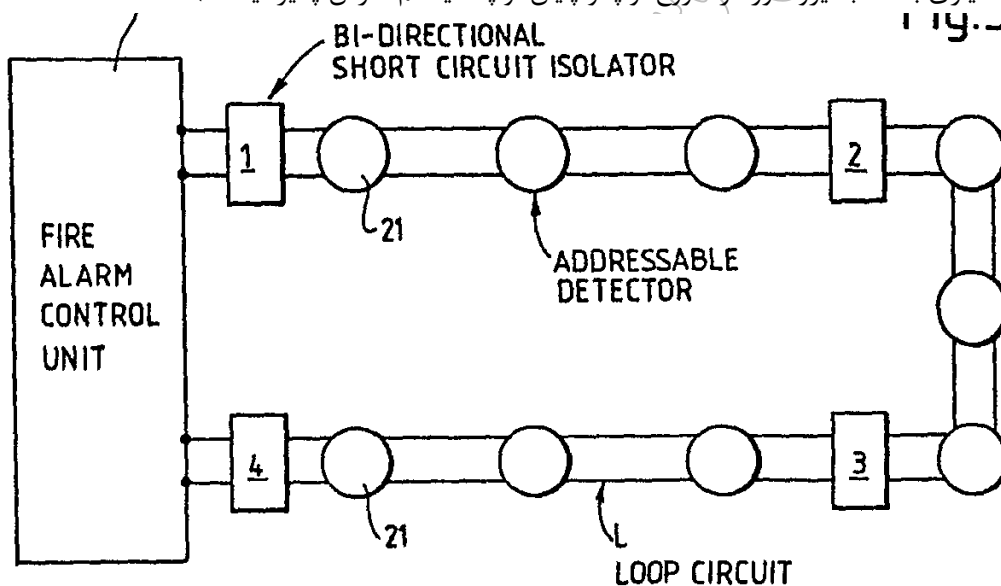 BI-DIRECTIONAL
SHORT CIRCUIT ISOLATOR
1
2
21
ADDRESSABLE
DETECTOR
FIRE
ALARM
CONTROL
UNIT
4
3
21
L
LOOP CIRCUIT